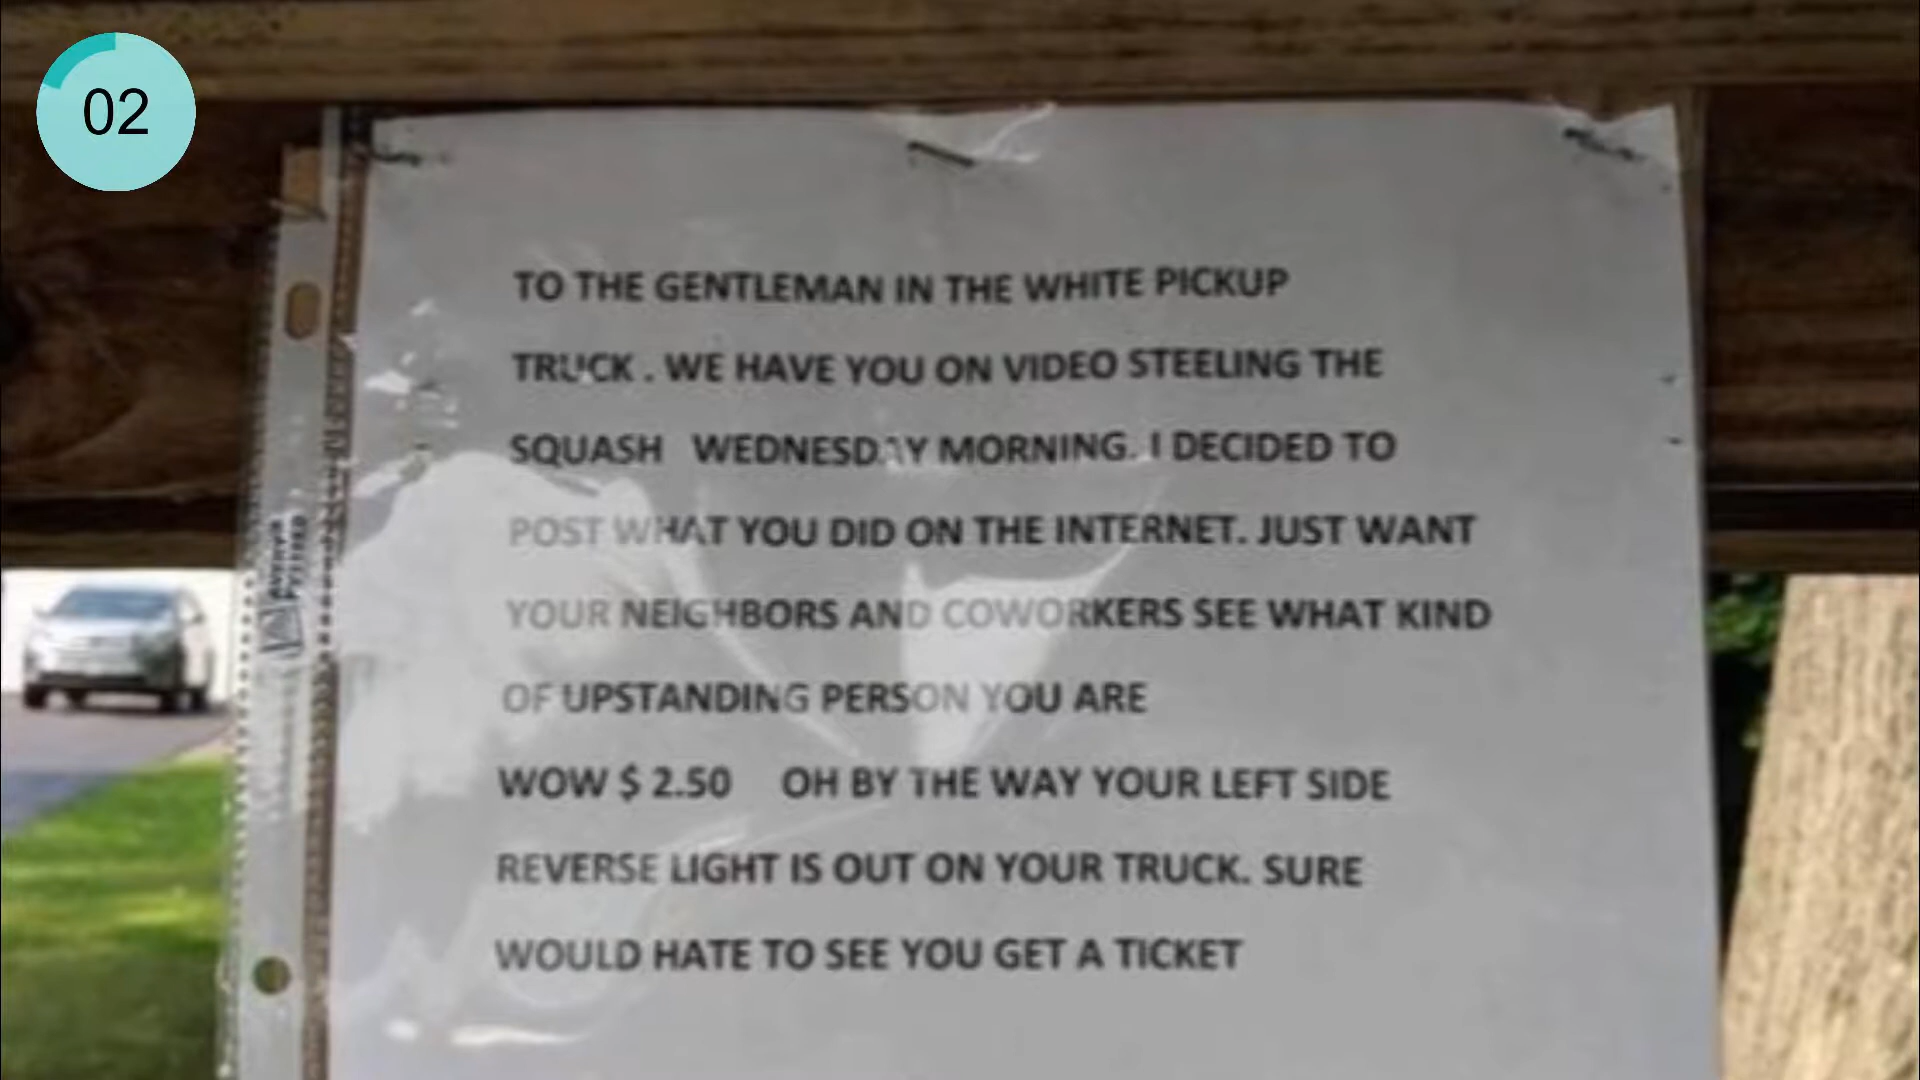 02
TO THE GENTLEMAN IN THE WHITE PICKUP
TRUCK . WE HAVE YOU ON VIDEO STEELING THE
SQUASH WEDNESDAY MORNING. I DECIDED TO
POST WHAT YOU DID ON THE INTERNET. JUST WANT
YOUR NEIGHBORS AND COWORKERS SEE WHAT KIND
OF UPSTANDING PERSON YOU ARE
WOW $ 2.50 OH BY THE WAY YOUR LEFT SIDE
REVERSE LIGHT IS OUT ON YOUR TRUCK. SURE
WOULD HATE TO SEE YOU GET A TICKET